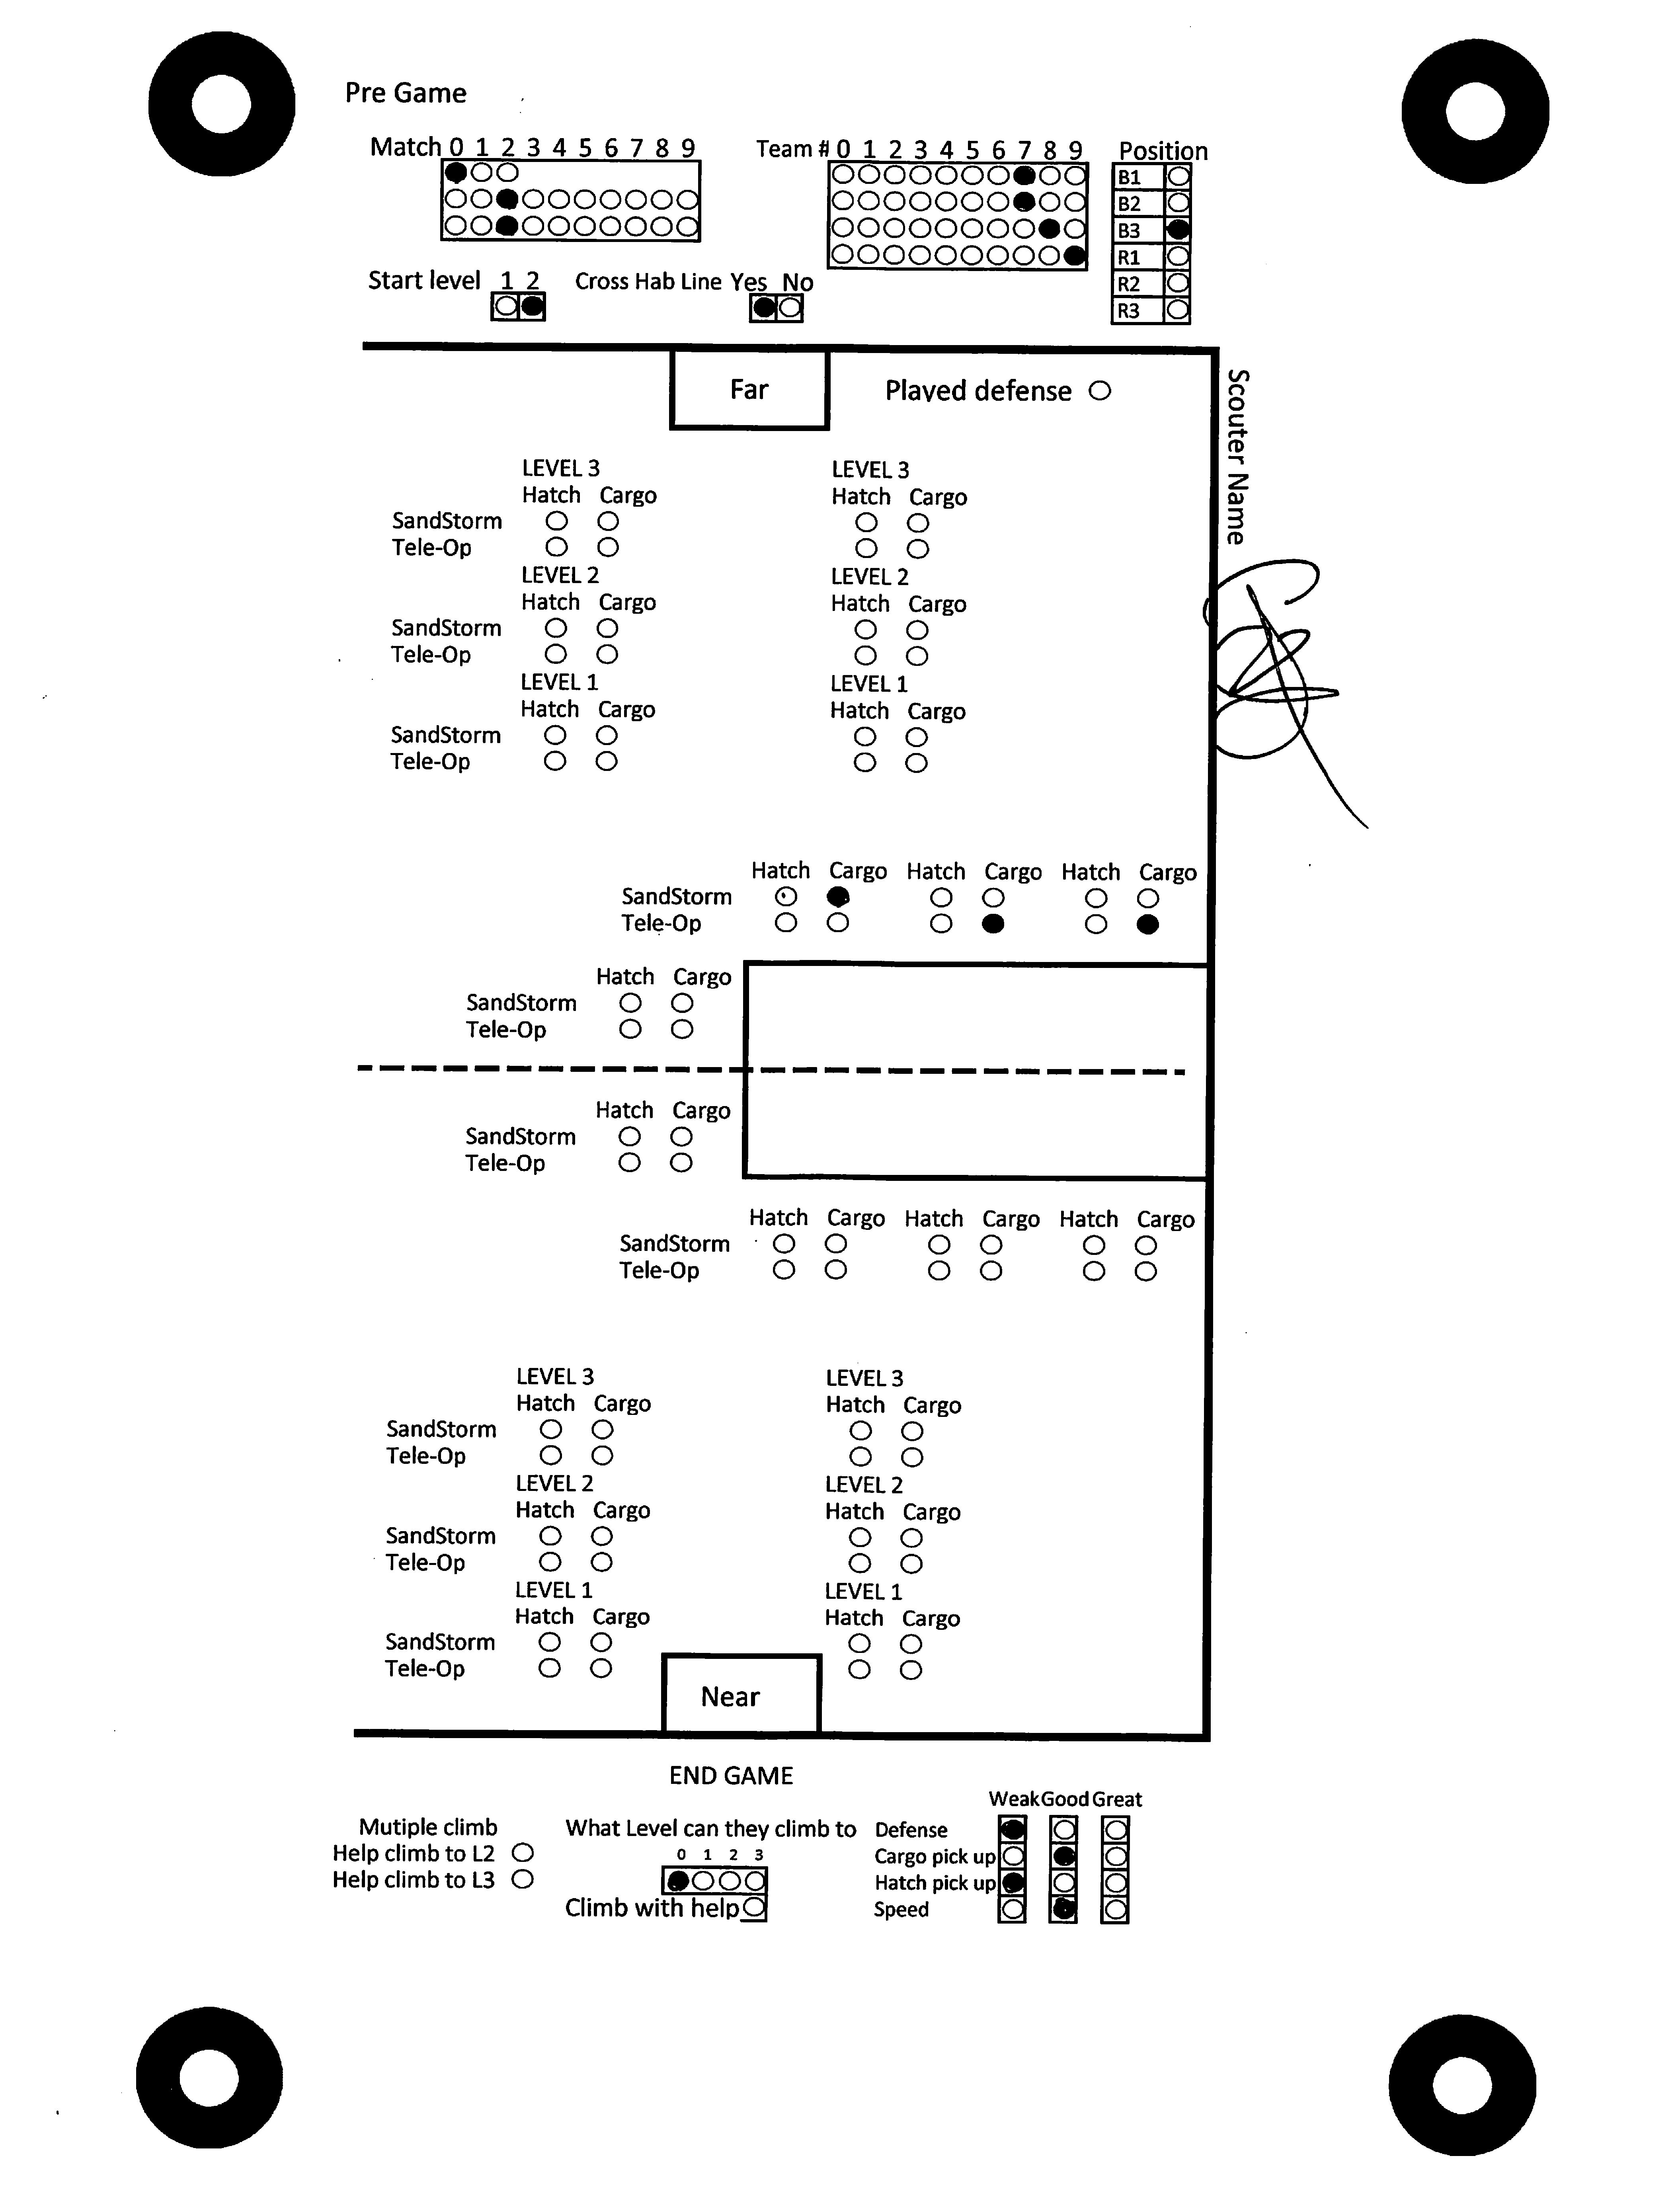 Pre Game
Match 0 1 2 3 4 5 6 7 8 9
Team # 0 1 2 3 4 5 6 7 8 9
Position
B1
B2
B3
R1
R2
R3
Start level 1 2
Cross Hab Line Yes No
Far
Played defense
Scouter Name
LEVEL 3 LEVEL 3
Hatch Cargo Hatch Cargo
SandStorm
Tele-Op
LEVEL 2 LEVEL 2
Hatch Cargo Hatch Cargo
SandStorm
Tele-Op
LEVEL 1 LEVEL 1
Hatch Cargo Hatch Cargo
SandStorm
Tele-Op
Hatch Cargo Hatch Cargo Hatch Cargo
SandStorm
Tele-Op
Hatch Cargo
SandStorm
Tele-Op
Hatch Cargo
SandStorm
Tele-Op
Hatch Cargo Hatch Cargo Hatch Cargo
SandStorm
Tele-Op
LEVEL 3 LEVEL 3
Hatch Cargo Hatch Cargo
SandStorm
Tele-Op
LEVEL 2 LEVEL 2
Hatch Cargo Hatch Cargo
SandStorm
Tele-Op
LEVEL 1 LEVEL 1
Hatch Cargo Hatch Cargo
SandStorm
Tele-Op
Near
END GAME
Mutiple climb
Help climb to L2
Help climb to L3
What Level can they climb to
0 1 2 3
Climb with help
Weak Good Great
Defense
Cargo pick up
Hatch pick up
Speed